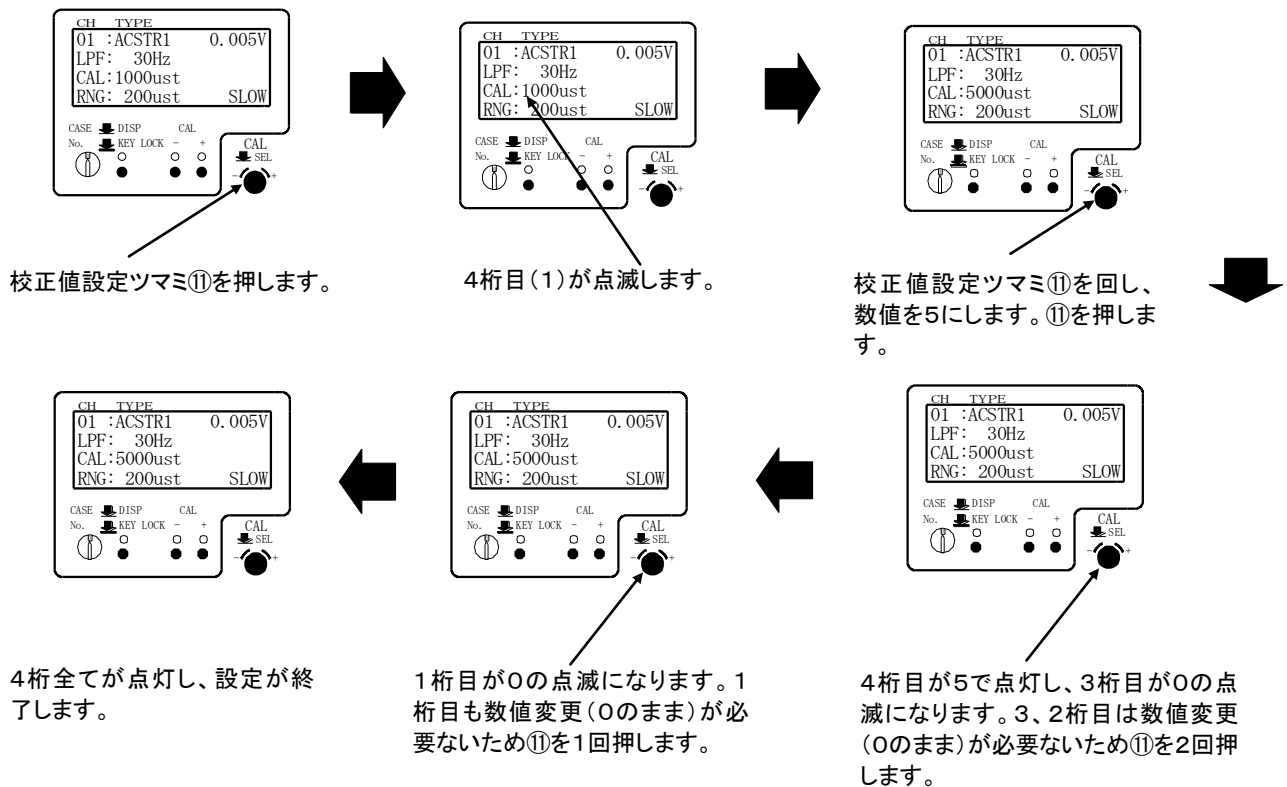 CH TYPE
01 :ACSTR1 0.005V
LPF: 30Hz
CAL:1000ust
RNG: 200ust SLOW
CASE DISP CAL
No. KEY LOCK - +
CAL
SEL
- +
校正値設定ツマミ⑪を押します。
CH TYPE
01 :ACSTR1 0.005V
LPF: 30Hz
CAL:1000ust
RNG: 200ust SLOW
CASE DISP CAL
No. KEY LOCK - +
CAL
SEL
- +
4桁目(1)が点滅します。
CH TYPE
01 :ACSTR1 0.005V
LPF: 30Hz
CAL:5000ust
RNG: 200ust SLOW
CASE DISP CAL
No. KEY LOCK - +
CAL
SEL
- +
校正値設定ツマミ⑪を回し、
数値を5にします。⑪を押しま
す。
CH TYPE
01 :ACSTR1 0.005V
LPF: 30Hz
CAL:5000ust
RNG: 200ust SLOW
CASE DISP CAL
No. KEY LOCK - +
CAL
SEL
- +
4桁目が5で点灯し、3桁目が0の点
滅になります。3、2桁目は数値変更
(0のまま)が必要ないため⑪を2回押
します。
CH TYPE
01 :ACSTR1 0.005V
LPF: 30Hz
CAL:5000ust
RNG: 200ust SLOW
CASE DISP CAL
No. KEY LOCK - +
CAL
SEL
- +
1桁目が0の点滅になります。1
桁目も数値変更(0のまま)が必
要ないため⑪を1回押します。
CH TYPE
01 :ACSTR1 0.005V
LPF: 30Hz
CAL:5000ust
RNG: 200ust SLOW
CASE DISP CAL
No. KEY LOCK - +
CAL
SEL
- +
4桁全てが点灯し、設定が終
了します。